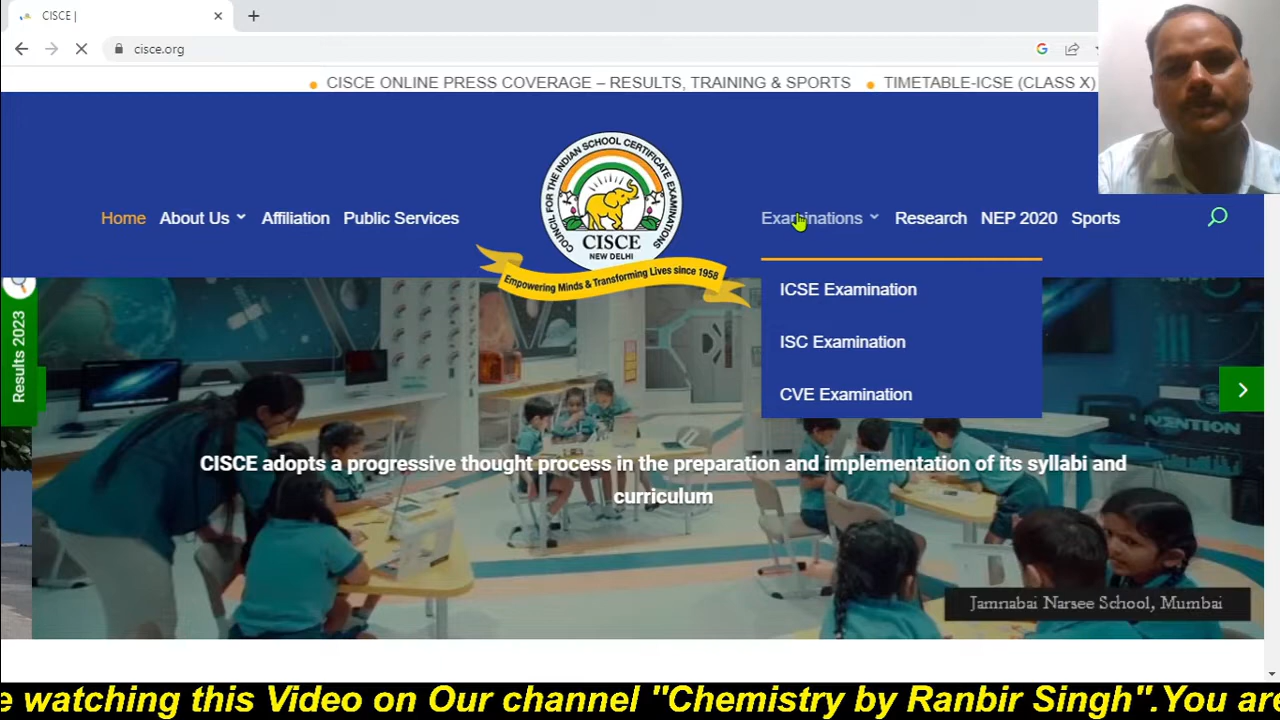 CISCE |
cisce.org
CISCE ONLINE PRESS COVERAGE – RESULTS, TRAINING & SPORTS
TIMETABLE-ICSE (CLASS X)
Home About Us Affiliation Public Services
COUNCIL FOR THE INDIAN SCHOOL CERTIFICATE EXAMINATIONS
CISCE
NEW DELHI
Empowering Minds & Transforming Lives since 1958
Examinations Research NEP 2020 Sports
ICSE Examination
ISC Examination
CVE Examination
Results 2023
CISCE adopts a progressive thought process in the preparation and implementation of its syllabi and
curriculum
Jamnabai Narsee School, Mumbai
e watching this Video on Our channel "Chemistry by Ranbir Singh".You are